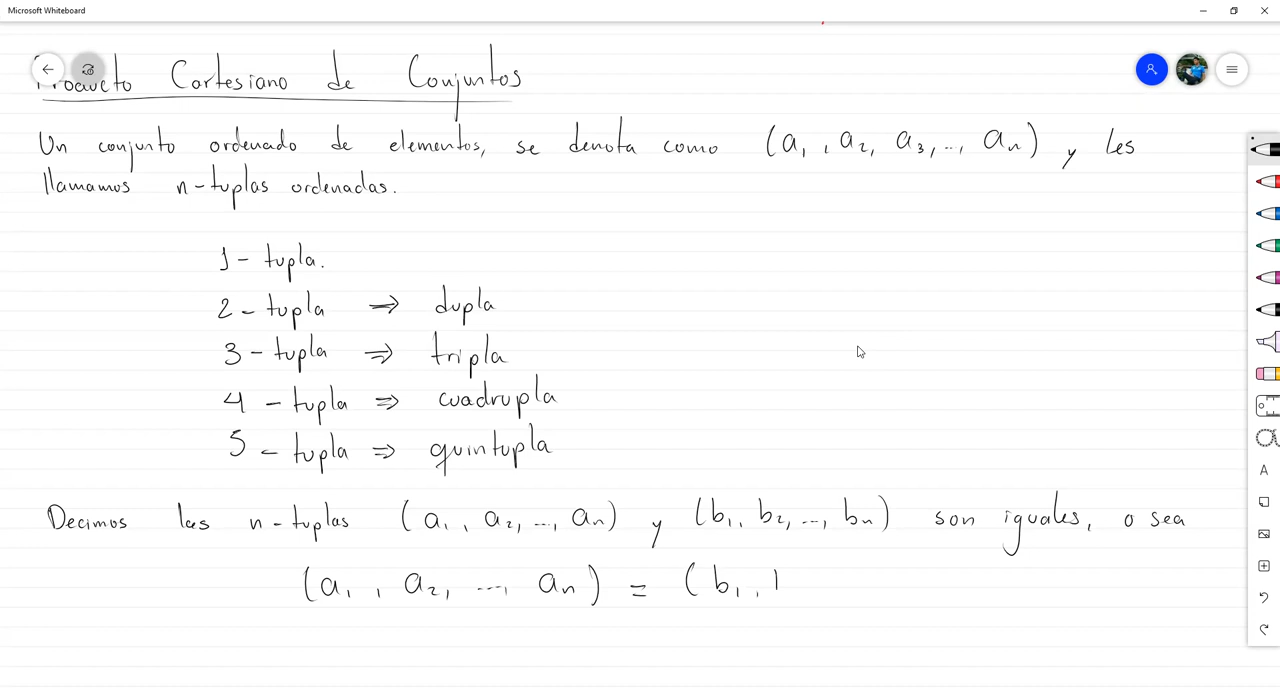 Microsoft Whiteboard
Producto Cartesiano de Conjuntos
Un conjunto ordenado de elementos, se denota como (a₁, a₂, a₃, ..., aₙ) y les
llamamos n-tuplas ordenadas.
1 - tupla.
2 - tupla ⇒ dupla
3 - tupla ⇒ tripla
4 - tupla ⇒ cuadrupla
5 - tupla ⇒ quintupla
Decimos las n-tuplas (a₁, a₂, ..., aₙ) y (b₁, b₂, ..., bₙ) son iguales, o sea
(a₁, a₂, ..., aₙ) = (b₁,
A